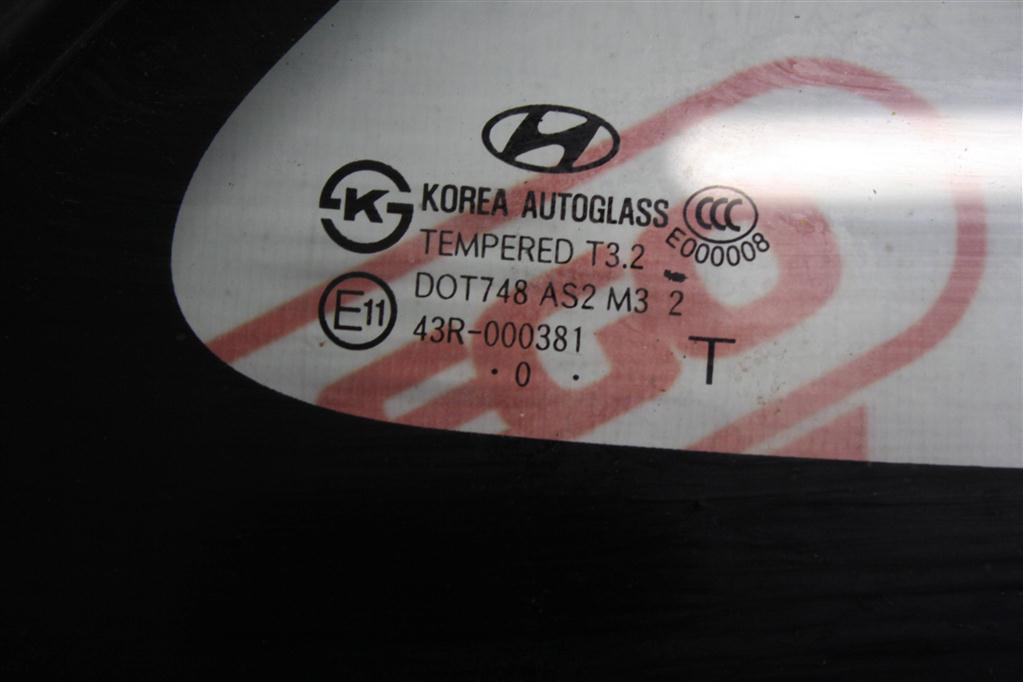 KOREA AUTOGLASS
CCC
E000008
TEMPERED T3.2
DOT748 AS2 M3 2
E11
43R-000381
· 0 ·
T